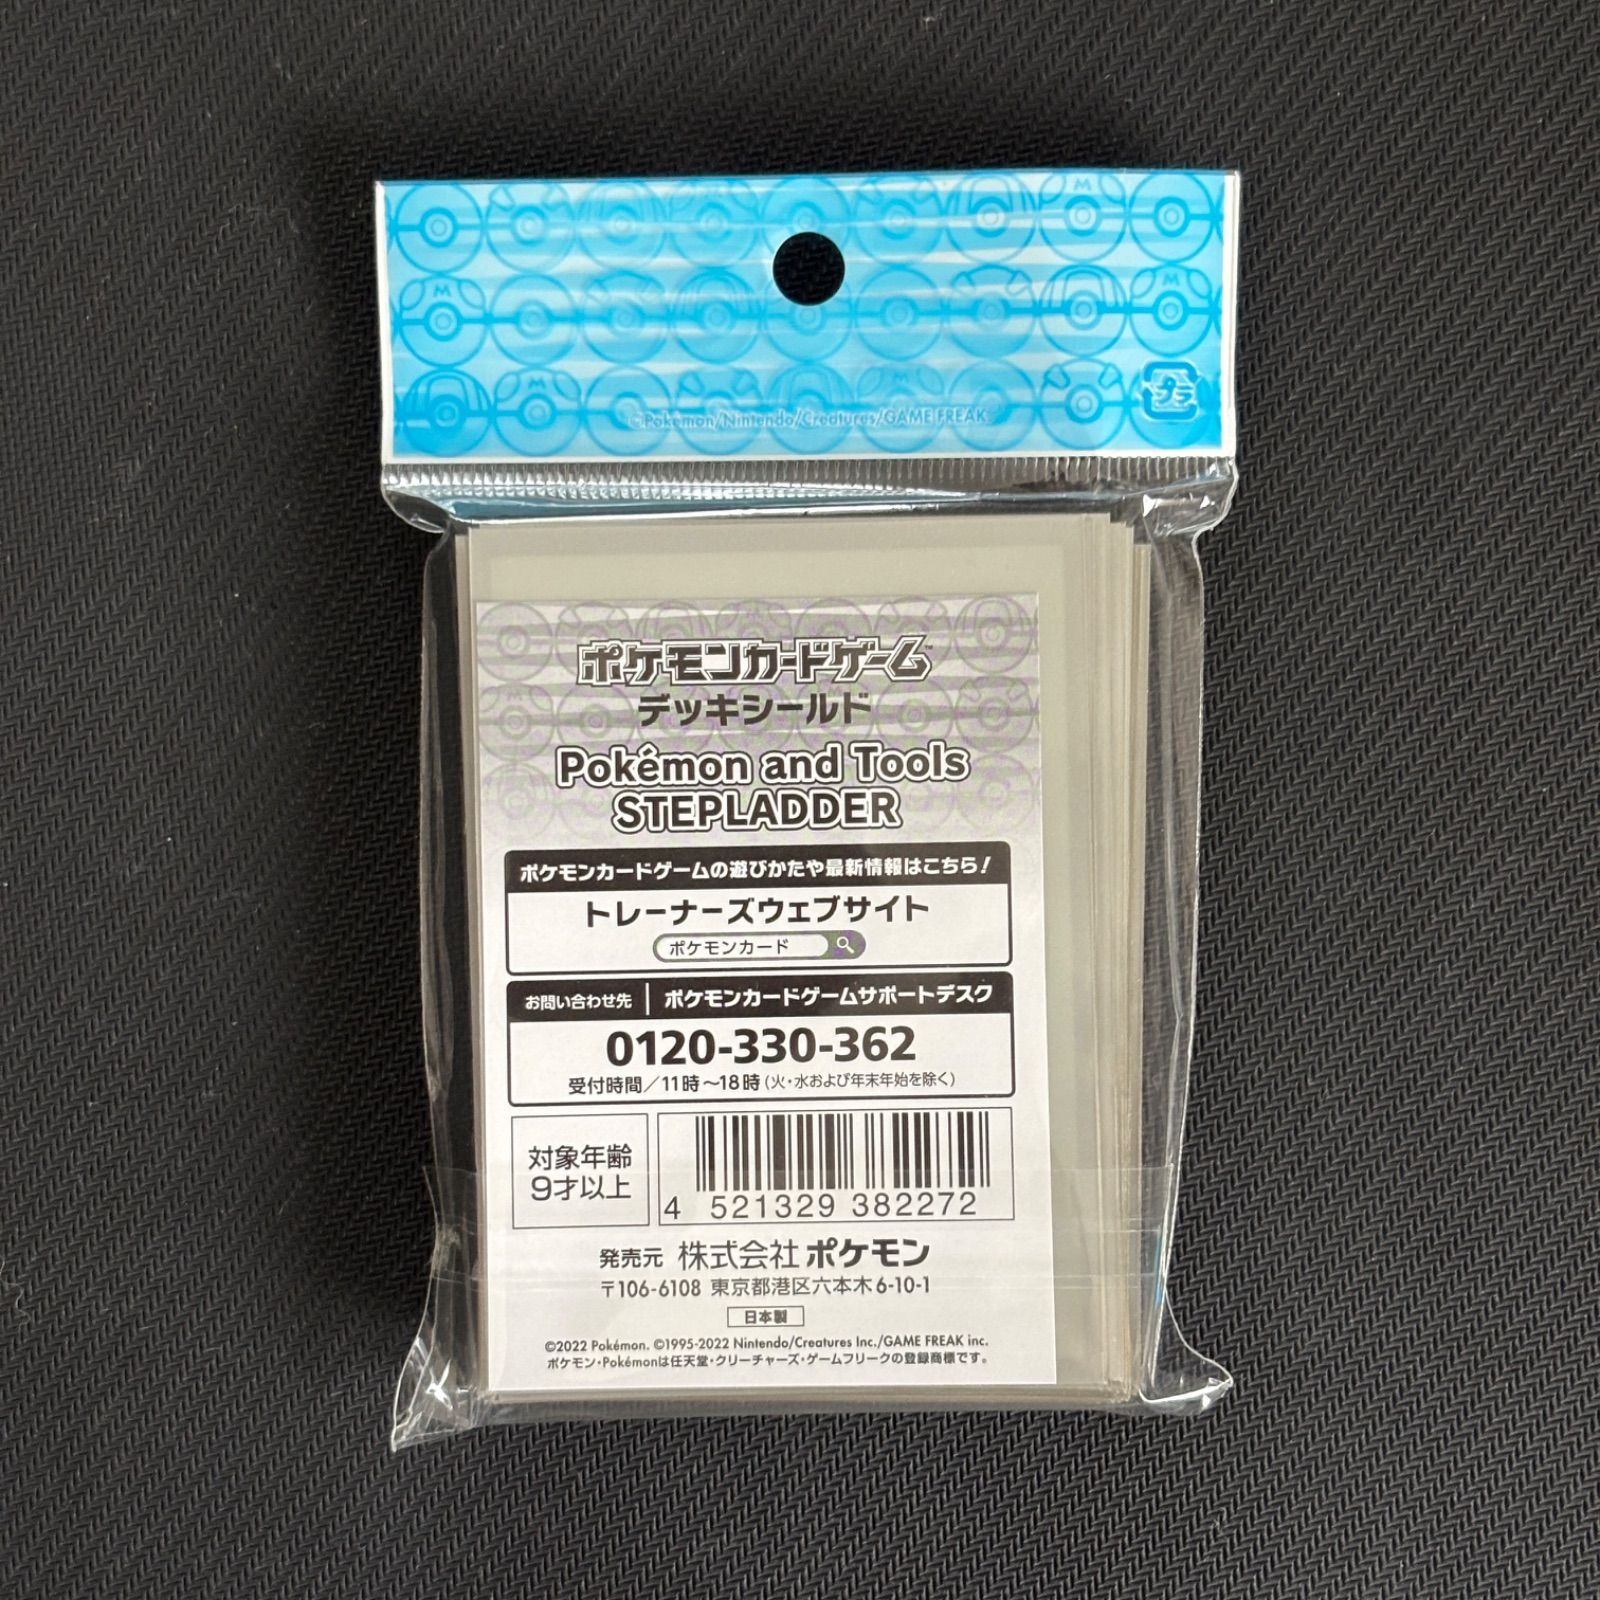 M
M
M
M
プラ
©Pokémon/Nintendo/Creatures/GAME FREAK
ポケモンカードゲーム™
デッキシールド
Pokémon and Tools
STEPLADDER
ポケモンカードゲームの遊びかたや最新情報はこちら!
トレーナーズウェブサイト
ポケモンカード
お問い合わせ先 ポケモンカードゲームサポートデスク
0120-330-362
受付時間/11時~18時(火・水および年末年始を除く)
対象年齢
9才以上
4 521329 382272
発売元 株式会社 ポケモン
〒106-6108 東京都港区六本木6-10-1
日本製
©2022 Pokémon. ©1995-2022 Nintendo/Creatures Inc./GAME FREAK inc.
ポケモン・Pokémonは任天堂・クリーチャーズ・ゲームフリークの登録商標です。